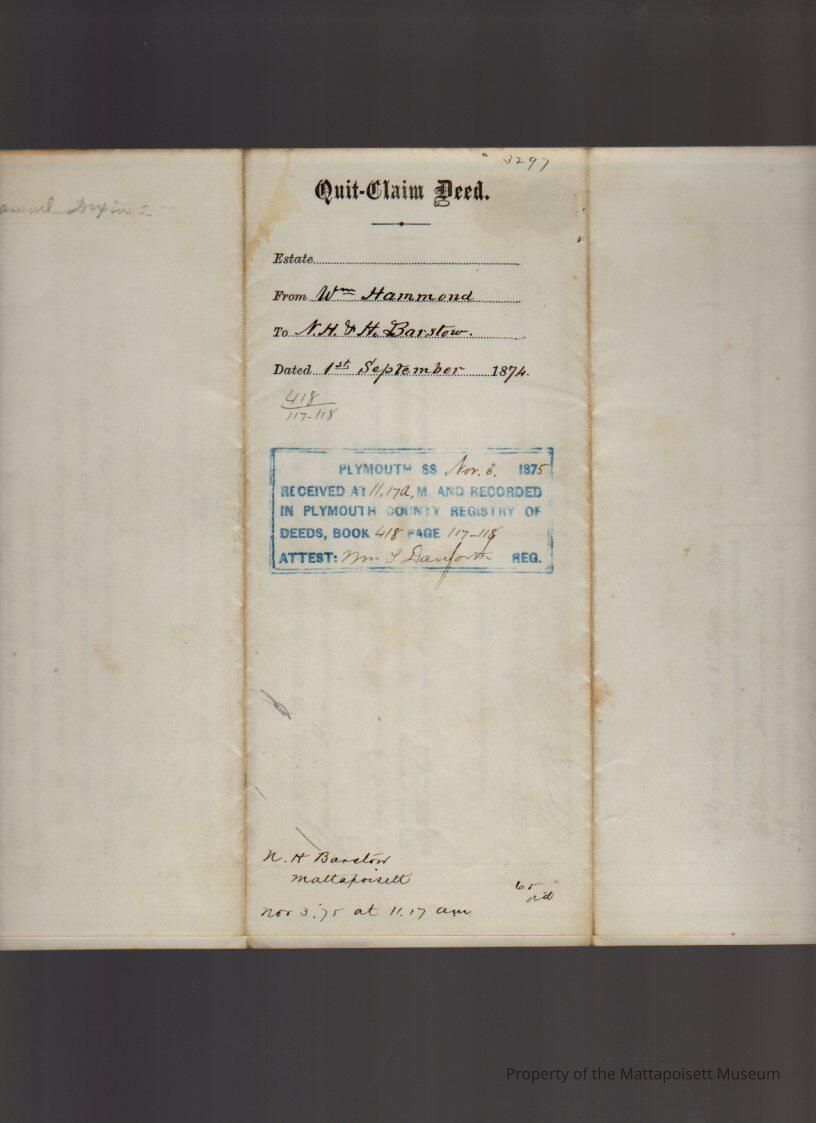 3297
Quit-Claim Deed.
Estate
From Wm Hammond
To N. H. & H. Barstow.
Dated 1st September 1874.
418
117-118
PLYMOUTH SS Nov. 3. 1875
RECEIVED AT 11.17 a, M. AND RECORDED
IN PLYMOUTH COUNTY REGISTRY OF
DEEDS, BOOK 418 PAGE 117-118
ATTEST: Wm S Danforth REG.
N. H Barstow
Mattapoisett
65
pd
Nov 3. 75 at 11.17 am
Property of the Mattapoisett Museum